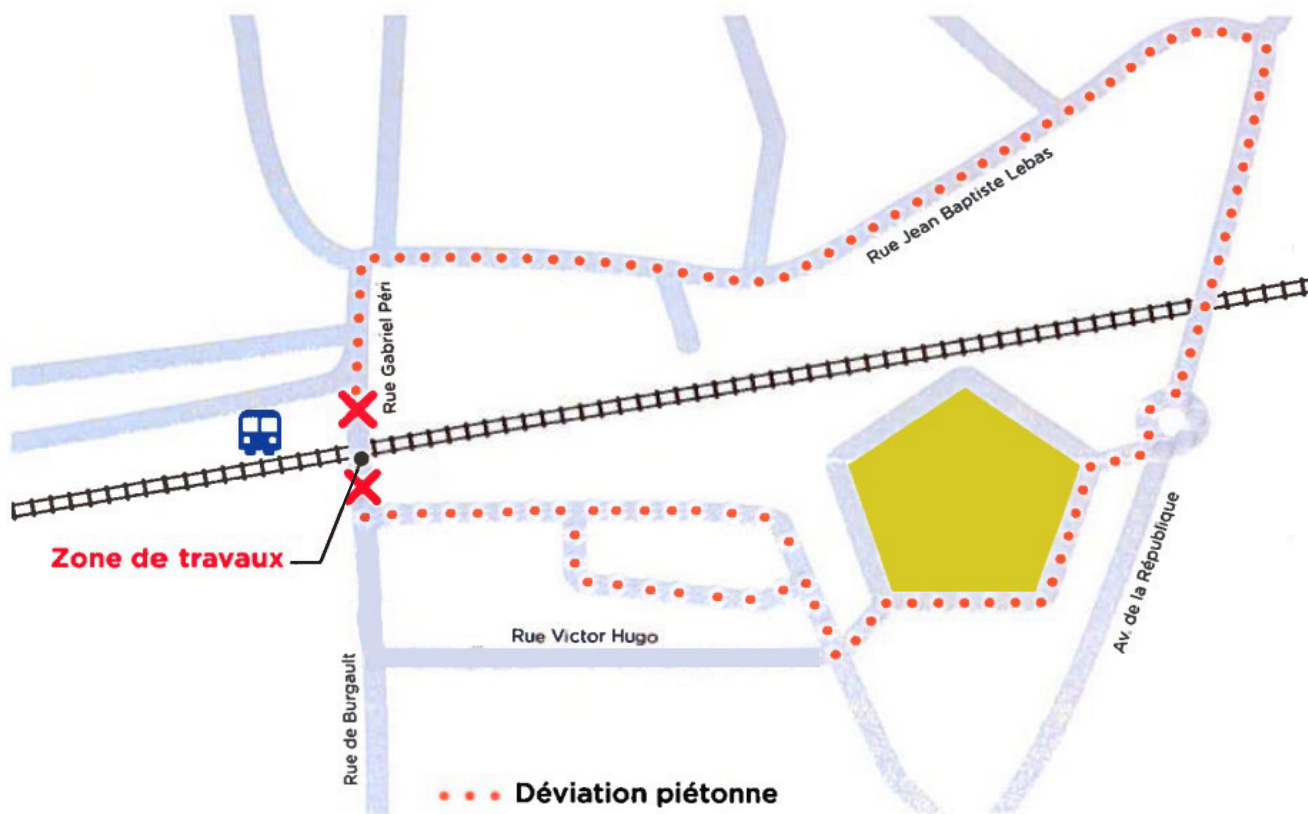 Rue Jean Baptiste Lebas
Rue Gabriel Péri
Zone de travaux
Rue Victor Hugo
Av. de la République
Rue de Burgault
Déviation piétonne